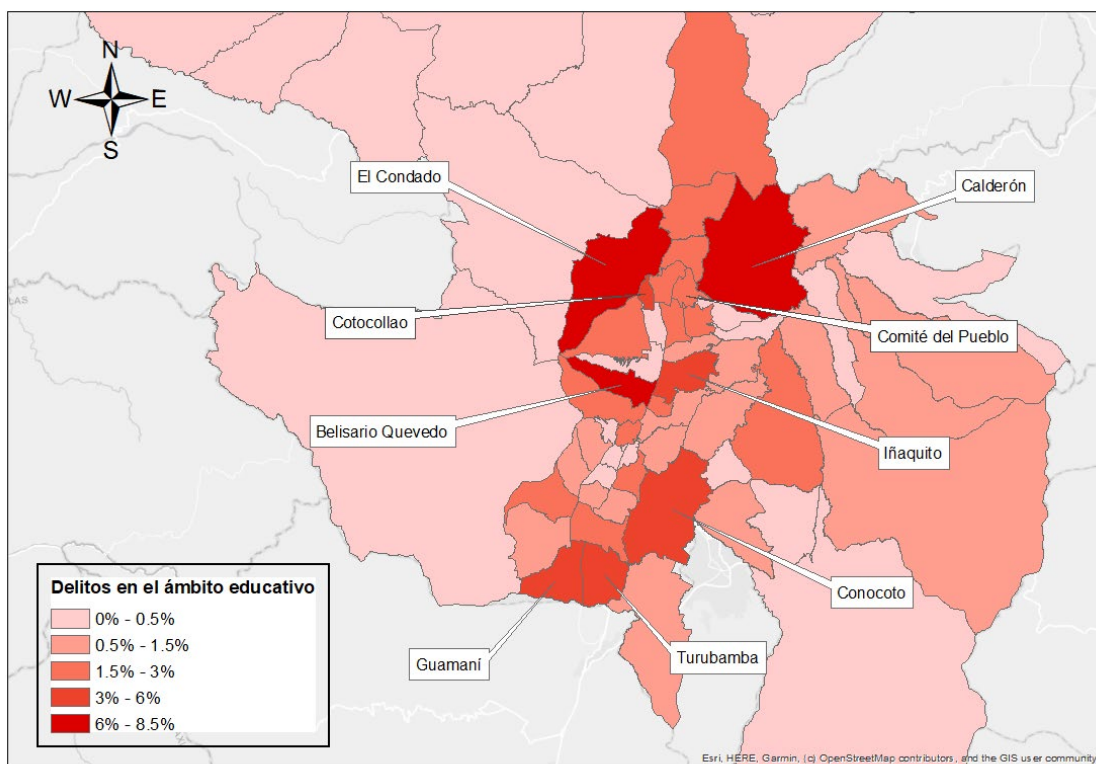 N
W E
S
El Condado
Calderón
Cotocollao
Comité del Pueblo
Belisario Quevedo
Iñaquito
Conocoto
Guamaní
Turubamba
Delitos en el ámbito educativo
0% - 0.5%
0.5% - 1.5%
1.5% - 3%
3% - 6%
6% - 8.5%
Esri, HERE, Garmin, (c) OpenStreetMap contributors, and the GIS user community